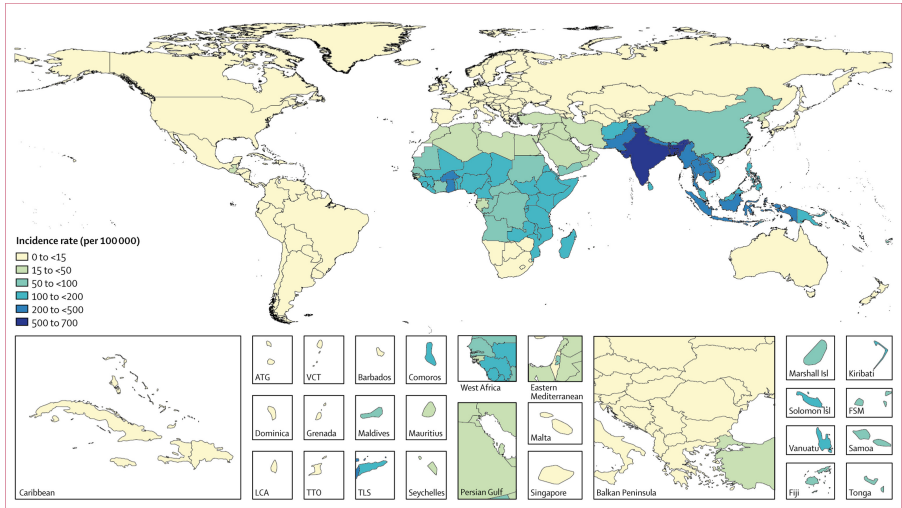 Incidence rate (per 100 000)
0 to <15
15 to <50
50 to <100
100 to <200
200 to <500
500 to 700
Caribbean
ATG
VCT
Barbados
Comoros
West Africa
Eastern
Mediterranean
Balkan Peninsula
Marshall Isl
Kiribati
Dominica
Grenada
Maldives
Mauritius
Persian Gulf
Malta
Solomon Isl
FSM
Vanuatu
Samoa
LCA
TTO
TLS
Seychelles
Singapore
Fiji
Tonga